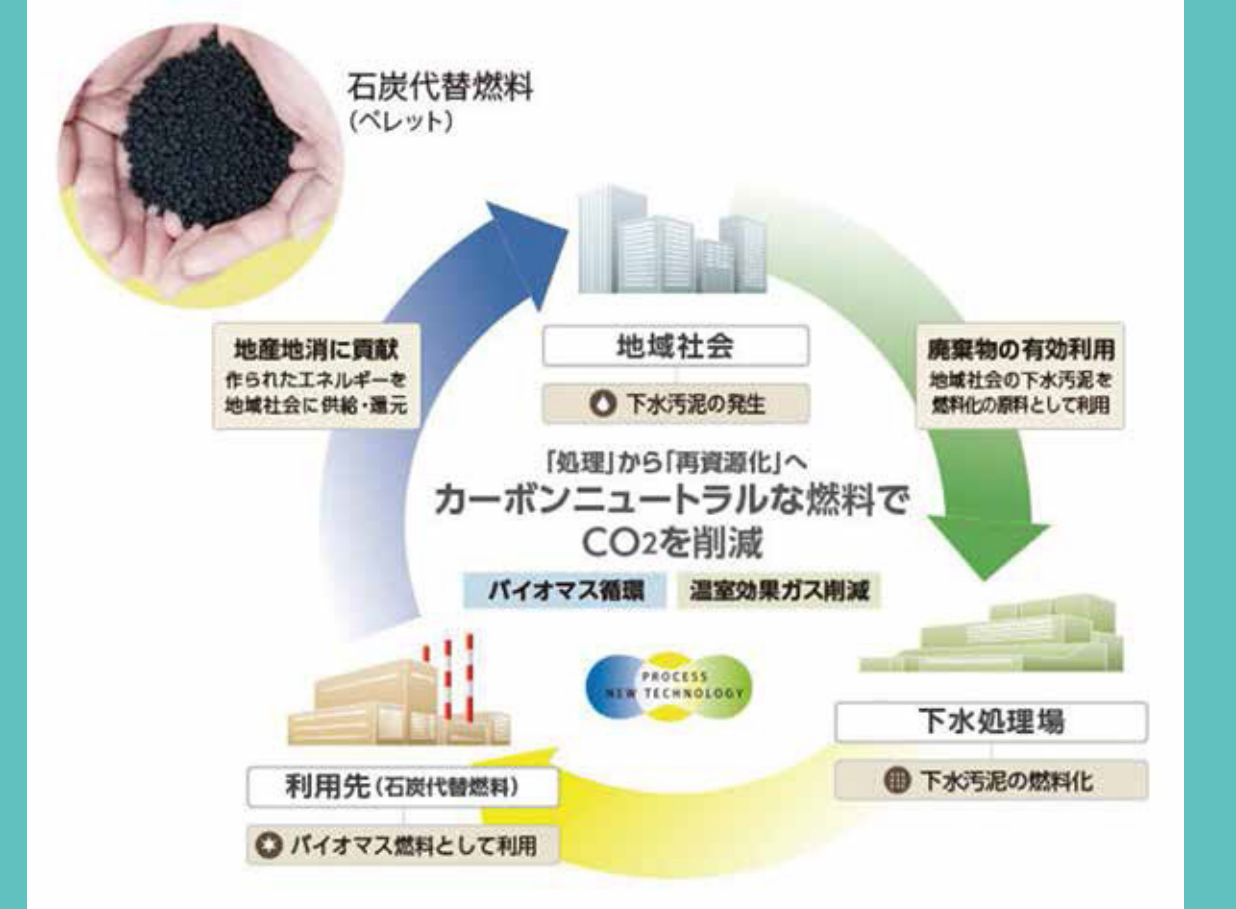 石炭代替燃料
(ペレット)
地域社会
下水汚泥の発生
地産地消に貢献
作られたエネルギーを
地域社会に供給・還元
廃棄物の有効利用
地域社会の下水汚泥を
燃料化の原料として利用
「処理」から「再資源化」へ
カーボンニュートラルな燃料で
CO2を削減
バイオマス循環
温室効果ガス削減
PROCESS
NEW TECHNOLOGY
下水処理場
下水汚泥の燃料化
利用先(石炭代替燃料)
バイオマス燃料として利用